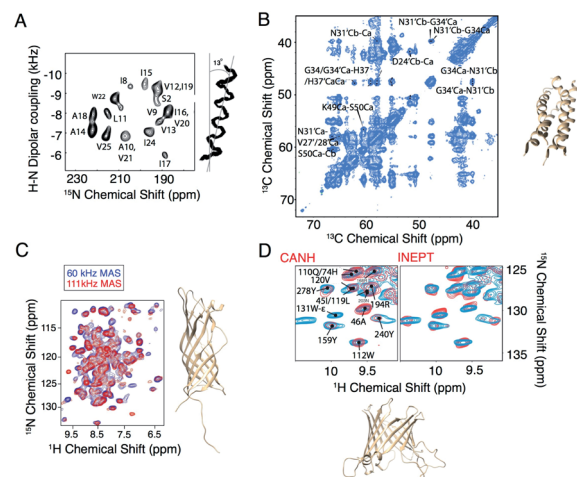 A
H-N Dipolar coupling (kHz)
-10
-9
-8
-7
-6
I15
I8
V12,I19
W22
S2
V9
I16,
V20
A18
L11
V13
A14
V25
A10,
V21
I24
I17
230
210
190
15N Chemical Shift (ppm)
13°
B
13C Chemical Shift (ppm)
40
50
60
70
N31'Cb-G34'Ca
N31'Cb-Ca
N31'Cb-G34Ca
D24'Cb-Ca
G34/G34'Ca-H37
/H37'CaCa
G34Ca-N31'Cb
G34'Ca-N31'Cb
K49Ca-S50Ca
N31'Ca
V27'/28'Ca
S50Ca-Cb
70
60
50
40
13C Chemical Shift (ppm)
C
60 kHz MAS
111kHz MAS
15N Chemical Shift (ppm)
115
120
130
9.5
8.5
7.5
6.5
1H Chemical Shift (ppm)
D
CANH
INEPT
110Q/74H
120V
278Y
45I/119L
131W-ε
194R
46A
159Y
240Y
112W
125
130
135
15N Chemical Shift (ppm)
10
9.5
10
9.5
1H Chemical Shift (ppm)